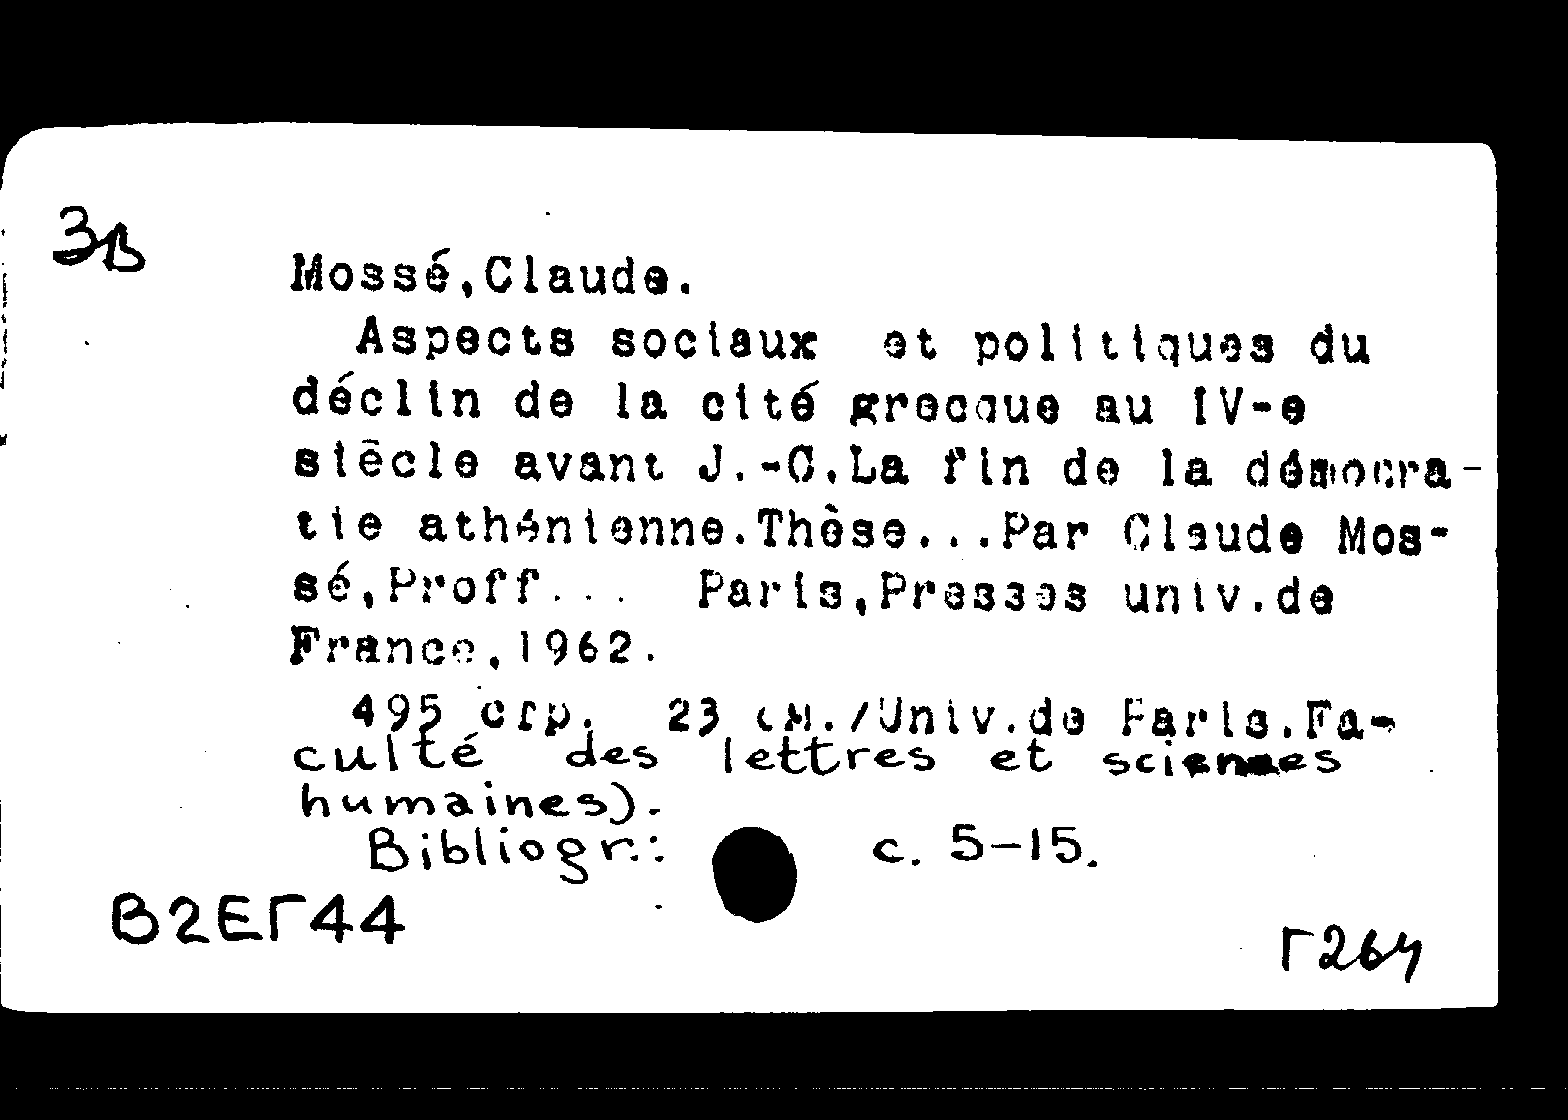 Зв
Mossé,Claude.
Aspects sociaux et politiques du
déclin de la cité grecque au IV-e
siècle avant J.-C.La fin de la démocra-
tie athénienne.Thèse...Par Claude Mos-
sé,Proff... Paris,Presses univ.de
France,1962.
495 стр. 23 см./Univ.de Paris.Fa-
culté des lettres et sciences
humaines).
Bibliogr.: с. 5-15.
В2ЕГ44
Г264